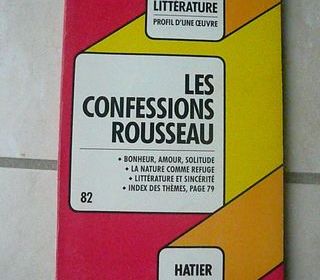 LITTÉRATURE
PROFIL D'UNE ŒUVRE
LES
CONFESSIONS
ROUSSEAU
• BONHEUR, AMOUR, SOLITUDE
• LA NATURE COMME REFUGE
• LITTÉRATURE ET SINCÉRITÉ
• INDEX DES THÈMES, PAGE 79
82
HATIER